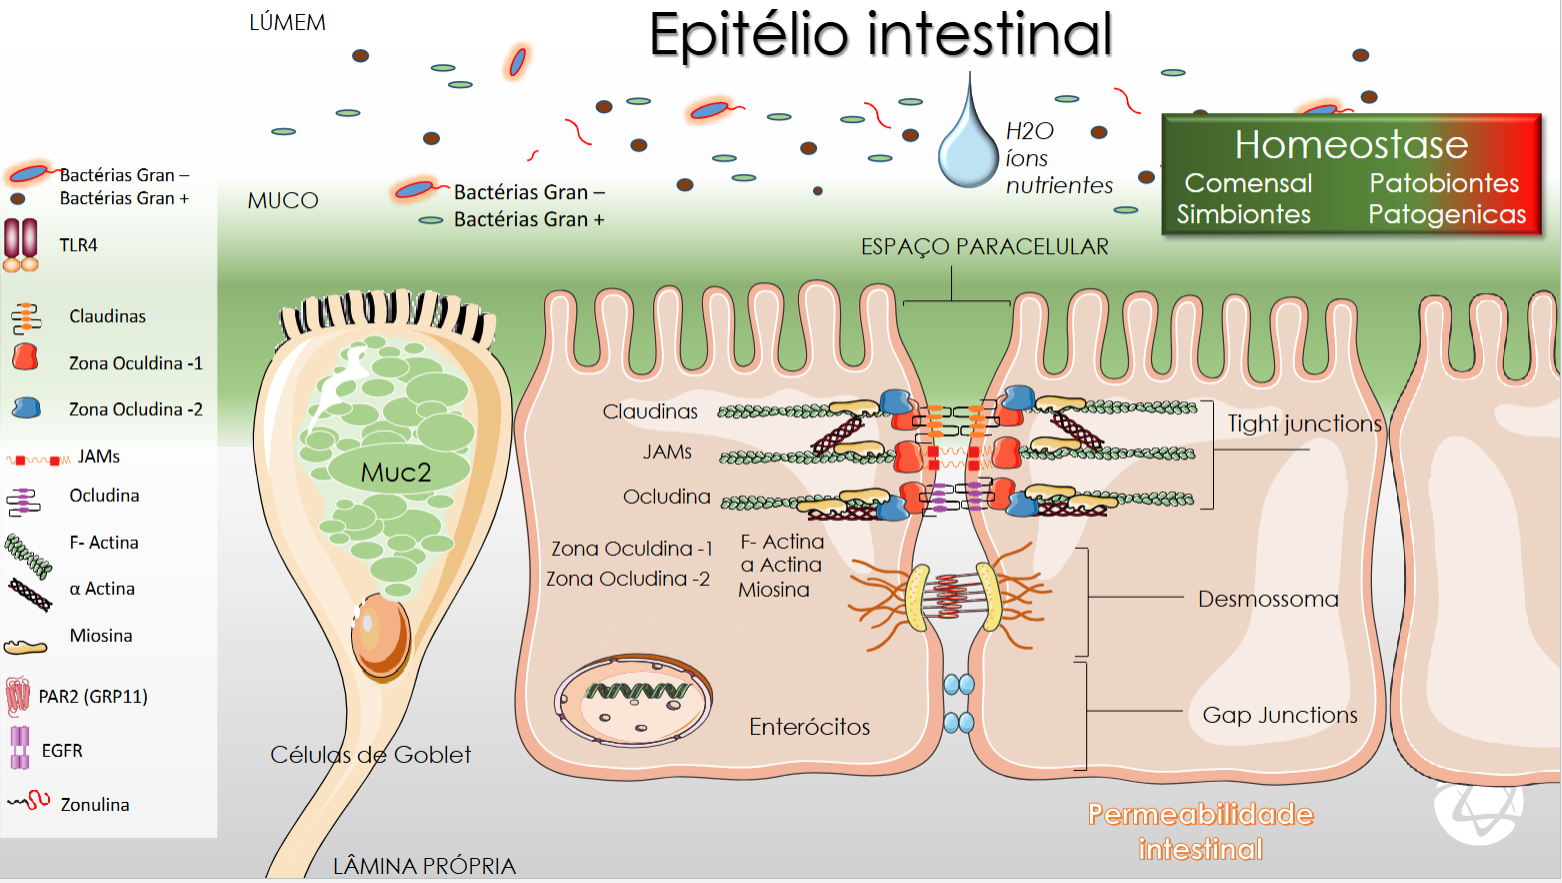 LÚMEM
Epitélio intestinal
H2O
íons
nutrientes
Homeostase
Comensal Patobiontes
Simbiontes Patogenicas
Bactérias Gran –
Bactérias Gran +
TLR4
Claudinas
Zona Oculdina -1
Zona Ocludina -2
JAMs
Ocludina
F- Actina
α Actina
Miosina
PAR2 (GRP11)
EGFR
Zonulina
MUCO
Bactérias Gran –
Bactérias Gran +
ESPAÇO PARACELULAR
Muc2
Células de Goblet
Claudinas
JAMs
Ocludina
Zona Oculdina -1
Zona Ocludina -2
F- Actina
α Actina
Miosina
Enterócitos
Tight junctions
Desmossoma
Gap Junctions
Permeabilidade
intestinal
LÂMINA PRÓPRIA